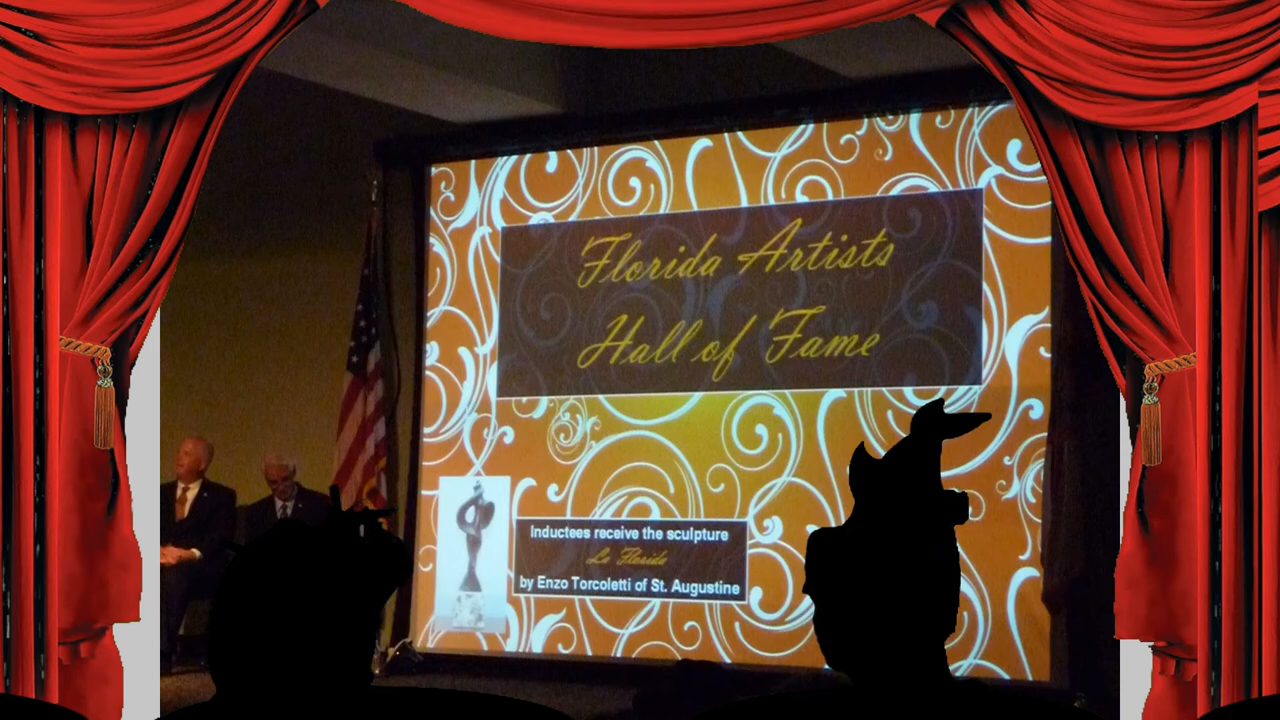 Florida Artists
Hall of Fame
Inductees receive the sculpture
La Florida
by Enzo Torcoletti of St. Augustine